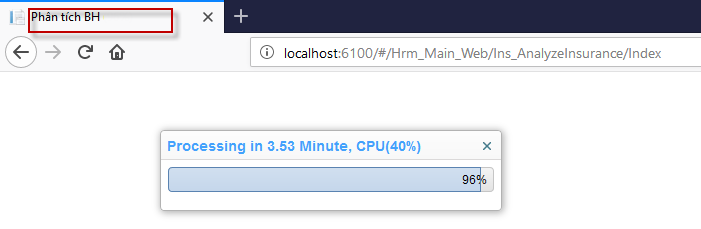 Phân tích BH
localhost:6100/#/Hrm_Main_Web/Ins_AnalyzeInsurance/Index
Processing in 3.53 Minute, CPU(40%)
96%